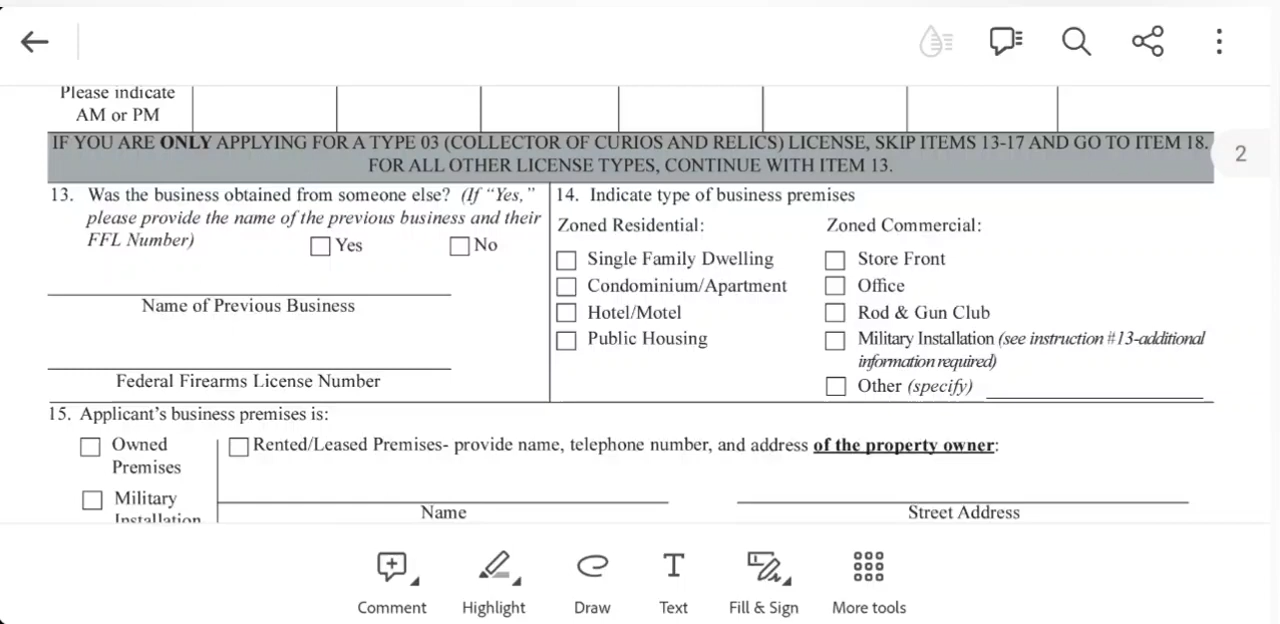 Please indicate
AM or PM
IF YOU ARE ONLY APPLYING FOR A TYPE 03 (COLLECTOR OF CURIOS AND RELICS) LICENSE, SKIP ITEMS 13-17 AND GO TO ITEM 18.
FOR ALL OTHER LICENSE TYPES, CONTINUE WITH ITEM 13.
2
13. Was the business obtained from someone else? (If “Yes,”
please provide the name of the previous business and their
FFL Number)
Yes No
Name of Previous Business
Federal Firearms License Number
14. Indicate type of business premises
Zoned Residential:
Single Family Dwelling
Condominium/Apartment
Hotel/Motel
Public Housing
Zoned Commercial:
Store Front
Office
Rod & Gun Club
Military Installation (see instruction #13-additional
information required)
Other (specify)
15. Applicant’s business premises is:
Owned
Premises
Military
Installation
Rented/Leased Premises- provide name, telephone number, and address of the property owner:
Name Street Address
Comment Highlight Draw Text Fill & Sign More tools